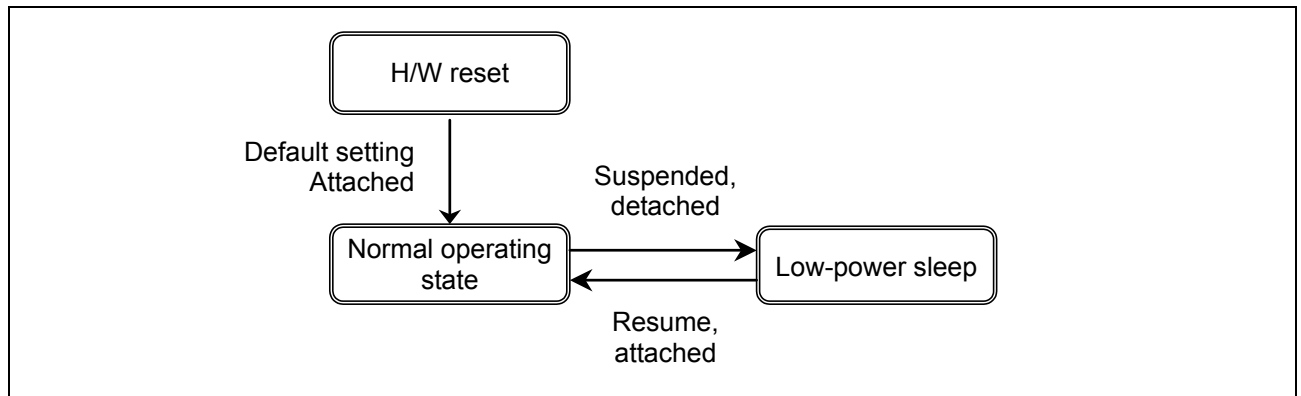 H/W reset
Default setting
Attached
Suspended,
detached
Normal operating
state
Low-power sleep
Resume,
attached